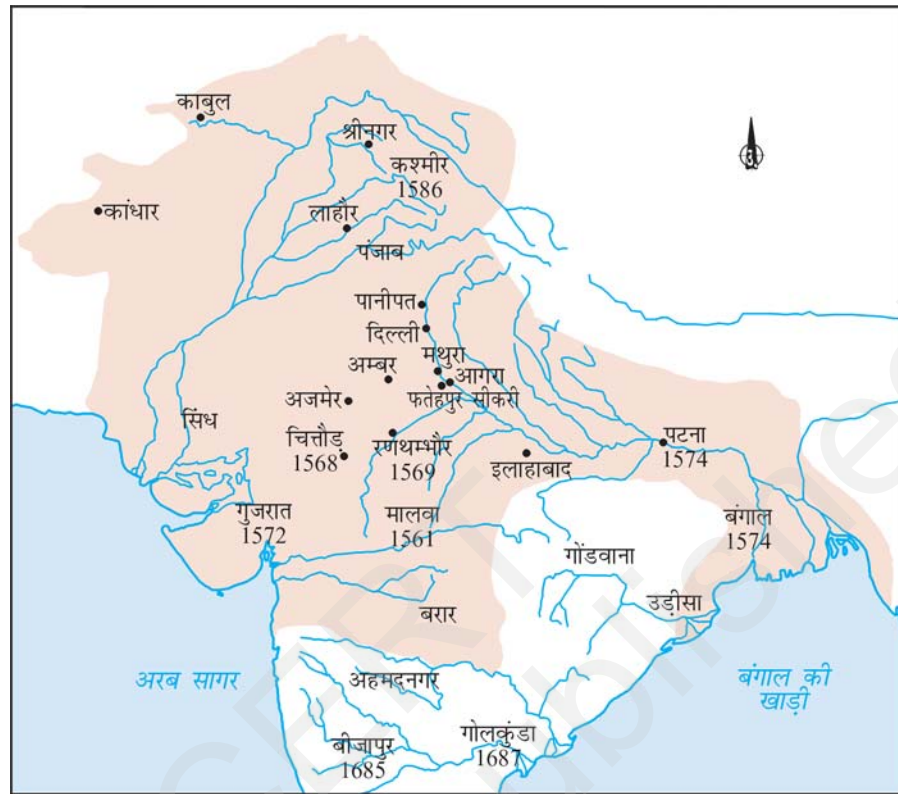 काबुल
श्रीनगर
कश्मीर
1586
कांधार
लाहौर
पंजाब
पानीपत
दिल्ली
मथुरा
अम्बर
आगरा
फतेहपुर सीकरी
अजमेर
सिंध
चित्तौड़
1568
रणथम्भौर
1569
इलाहाबाद
पटना
1574
गुजरात
1572
मालवा
1561
बंगाल
1574
गोंडवाना
बरार
उड़ीसा
अरब सागर
अहमदनगर
बंगाल की
खाड़ी
बीजापुर
1685
गोलकुंडा
1687